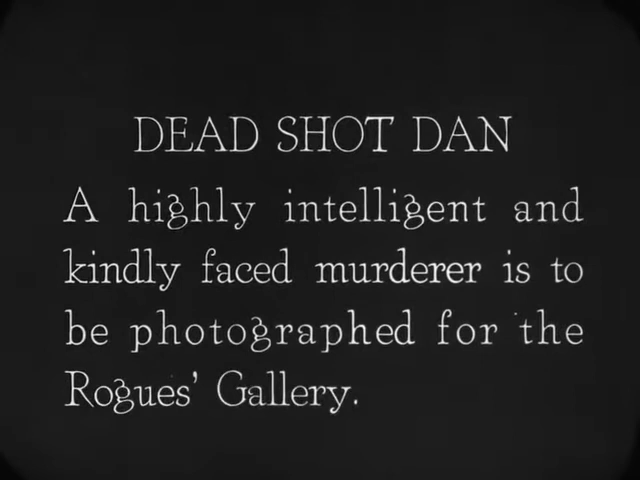 DEAD SHOT DAN
A highly intelligent and
kindly faced murderer is to
be photographed for the
Rogues' Gallery.